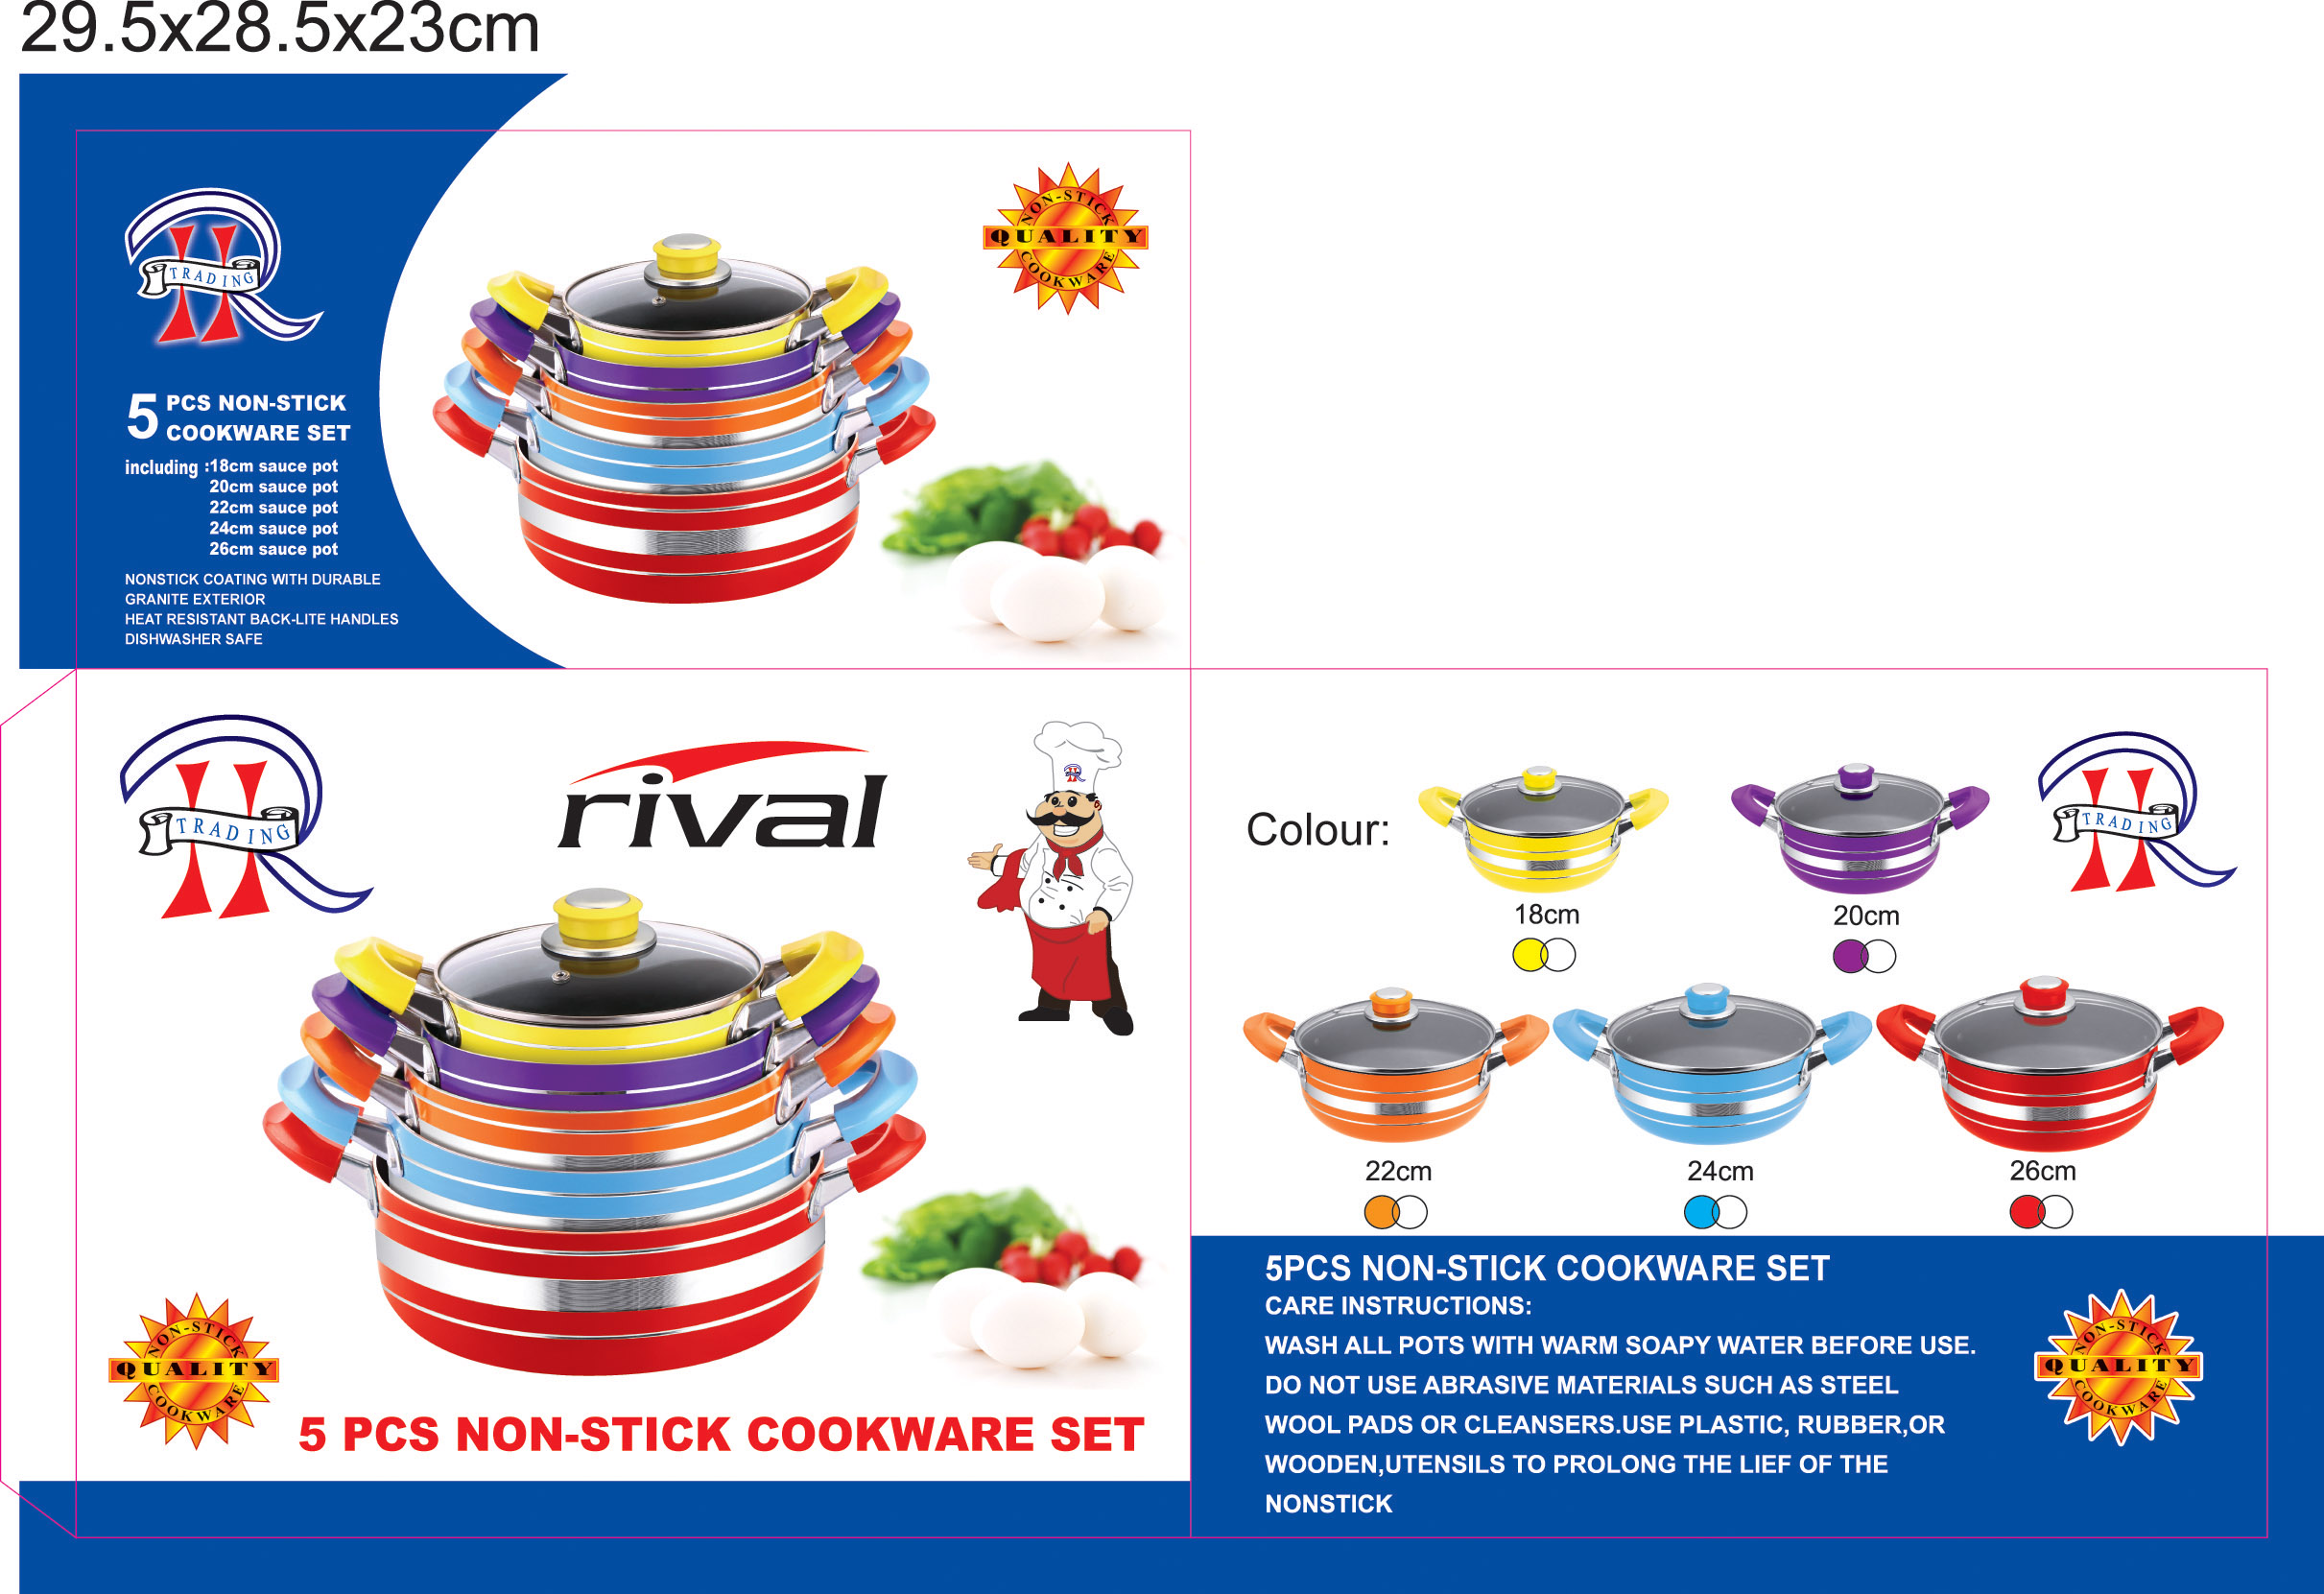 29.5x28.5x23cm
TRADING
NON-STICK
QUALITY
COOKWARE
5 PCS NON-STICK
COOKWARE SET
including :18cm sauce pot
20cm sauce pot
22cm sauce pot
24cm sauce pot
26cm sauce pot
NONSTICK COATING WITH DURABLE
GRANITE EXTERIOR
HEAT RESISTANT BACK-LITE HANDLES
DISHWASHER SAFE
R
TRADING
rival
NON-STICK
QUALITY
COOKWARE
5 PCS NON-STICK COOKWARE SET
Colour:
18cm
20cm
R
TRADING
22cm
24cm
26cm
5PCS NON-STICK COOKWARE SET
CARE INSTRUCTIONS:
WASH ALL POTS WITH WARM SOAPY WATER BEFORE USE.
DO NOT USE ABRASIVE MATERIALS SUCH AS STEEL
WOOL PADS OR CLEANSERS.USE PLASTIC, RUBBER,OR
WOODEN,UTENSILS TO PROLONG THE LIEF OF THE
NONSTICK
NON-STICK
QUALITY
COOKWARE